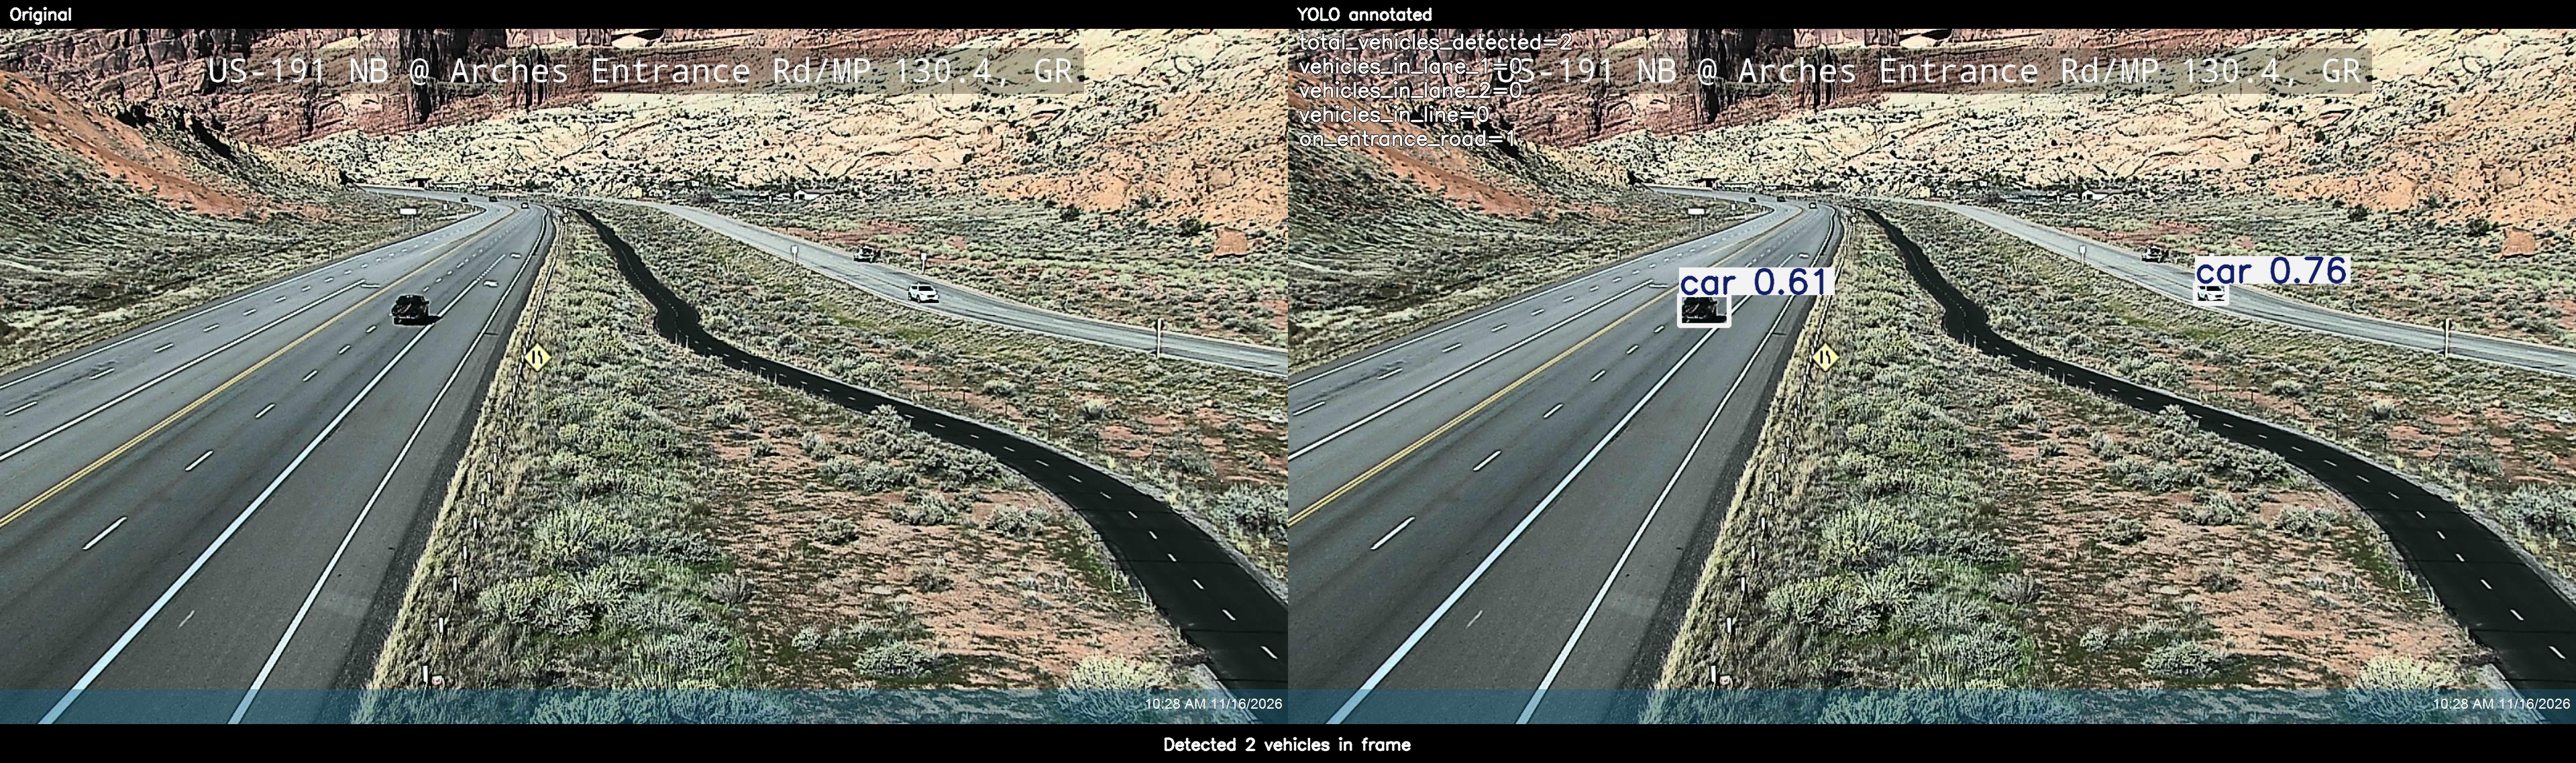 Original
US-191 NB @ Arches Entrance Rd/MP 130.4, GR
10:28 AM 11/16/2026
YOLO annotated
total_vehicles_detected=2
vehicles_in_lane_1=0
US-191 NB @ Arches Entrance Rd/MP 130.4, GR
vehicles_in_lane_2=0
vehicles_in_line=0
on_entrance_road=1
car 0.61
car 0.76
10:28 AM 11/16/2026
Detected 2 vehicles in frame